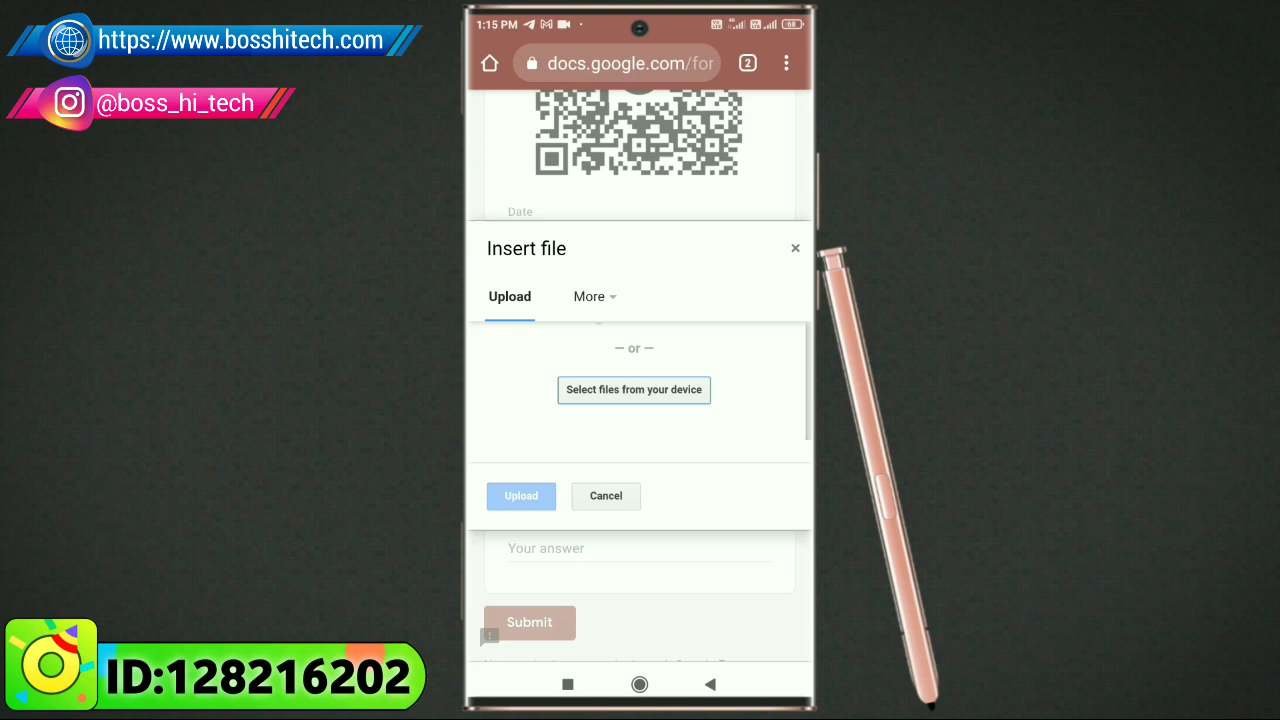 https://www.bosshitech.com
@boss_hi_tech
1:15 PM
68
docs.google.com/for
2
Date
Insert file
×
Upload
More
— or —
Select files from your device
Upload
Cancel
Your answer
Submit
ID:128216202